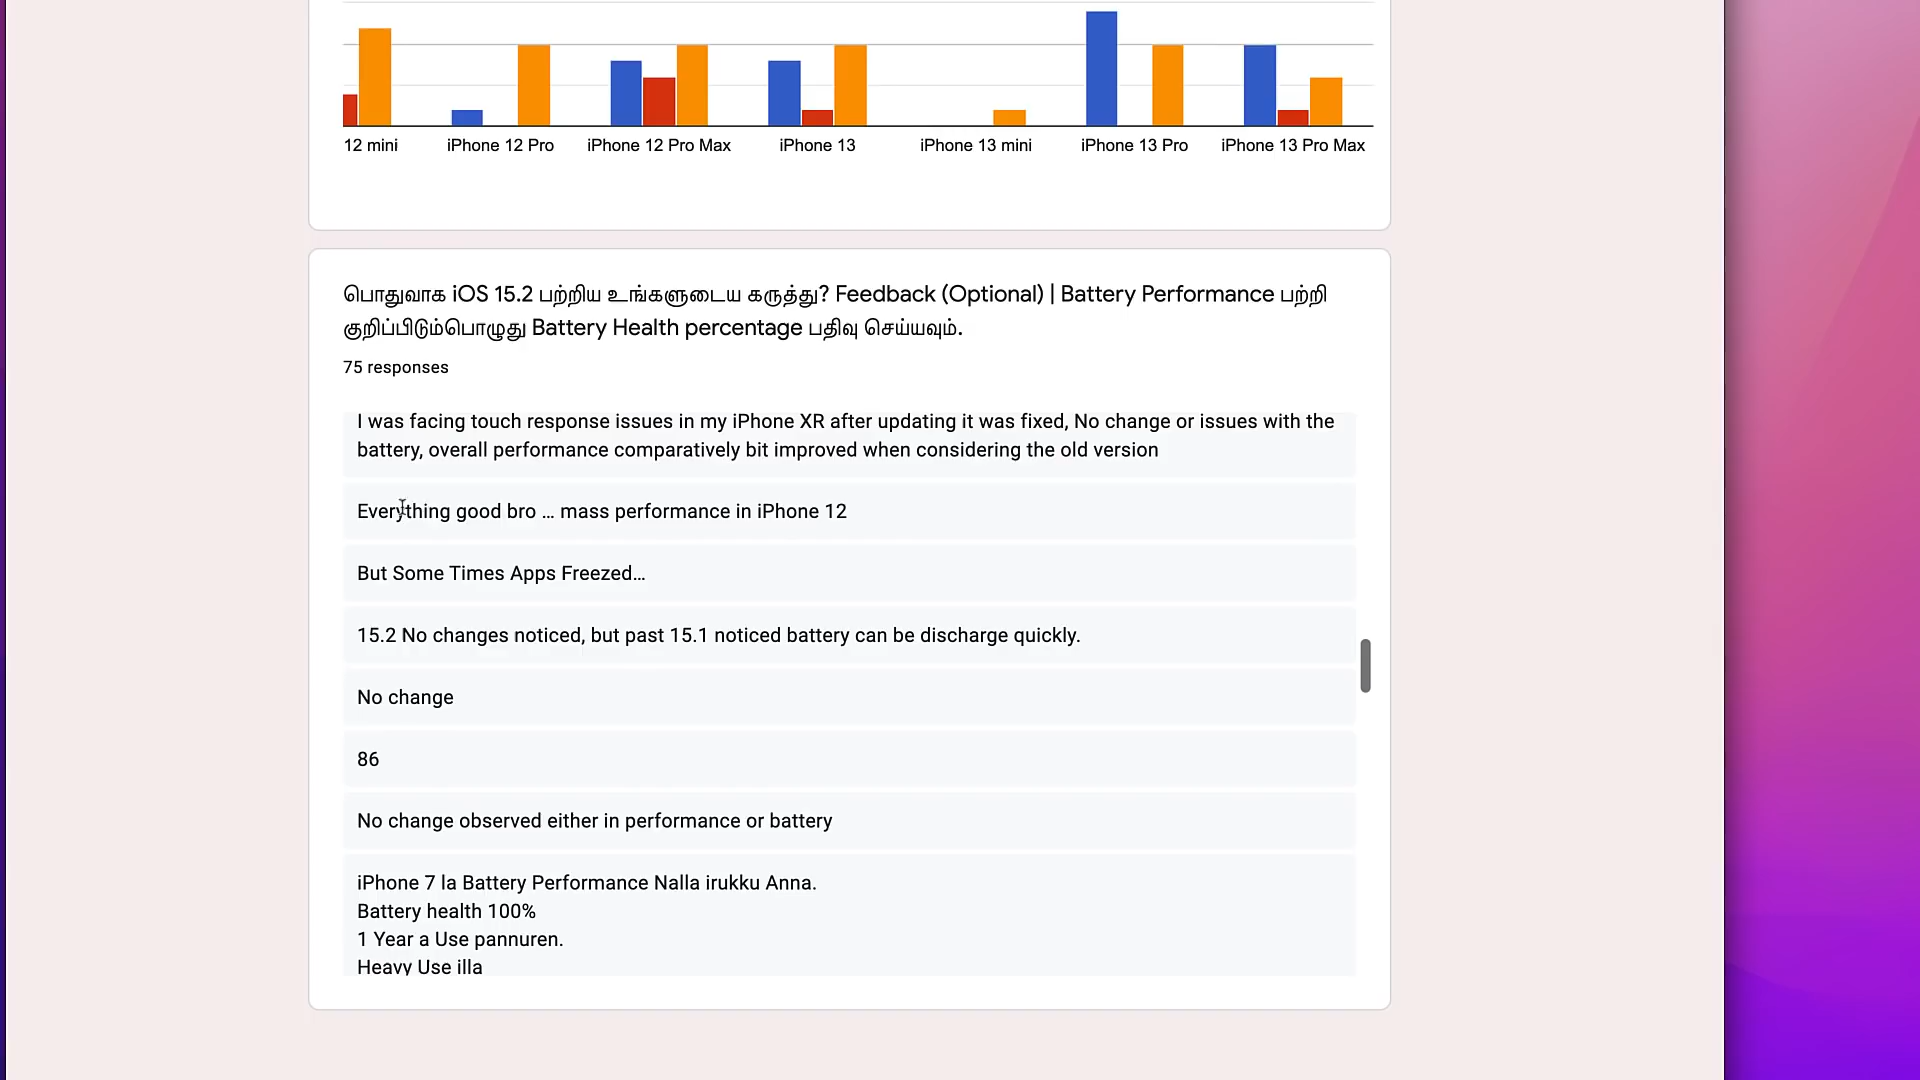 12 mini
iPhone 12 Pro
iPhone 12 Pro Max
iPhone 13
iPhone 13 mini
iPhone 13 Pro
iPhone 13 Pro Max
பொதுவாக iOS 15.2 பற்றிய உங்களுடைய கருத்து? Feedback (Optional) | Battery Performance பற்றி
குறிப்பிடும்பொழுது Battery Health percentage பதிவு செய்யவும்.
75 responses
I was facing touch response issues in my iPhone XR after updating it was fixed, No change or issues with the
battery, overall performance comparatively bit improved when considering the old version
Everything good bro … mass performance in iPhone 12
But Some Times Apps Freezed…
15.2 No changes noticed, but past 15.1 noticed battery can be discharge quickly.
No change
86
No change observed either in performance or battery
iPhone 7 la Battery Performance Nalla irukku Anna.
Battery health 100%
1 Year a Use pannuren.
Heavy Use illa